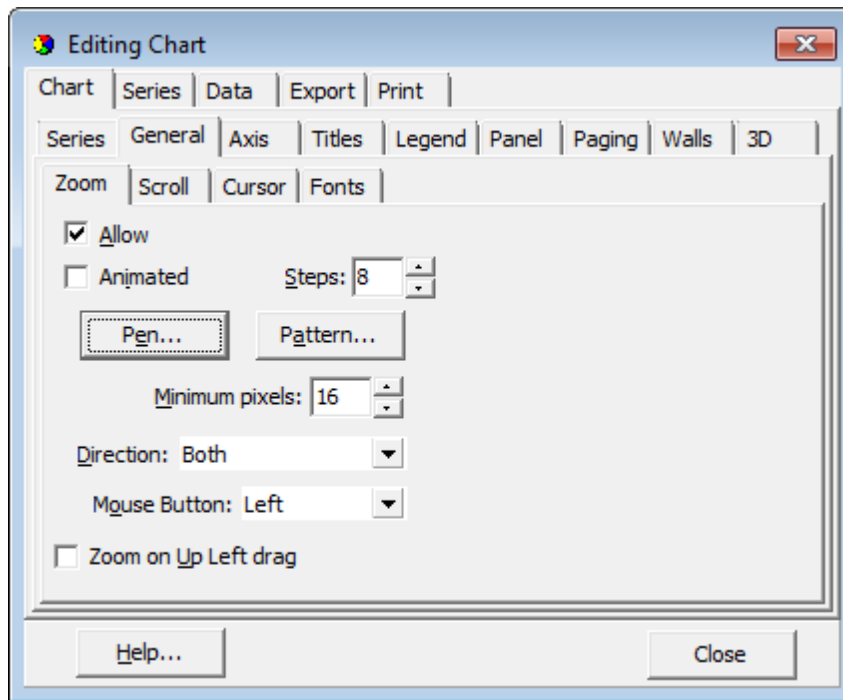 Editing Chart
Chart Series Data Export Print
Series General Axis Titles Legend Panel Paging Walls 3D
Zoom Scroll Cursor Fonts
Allow
Animated Steps: 8
Pen... Pattern...
Minimum pixels: 16
Direction: Both
Mouse Button: Left
Zoom on Up Left drag
Help... Close